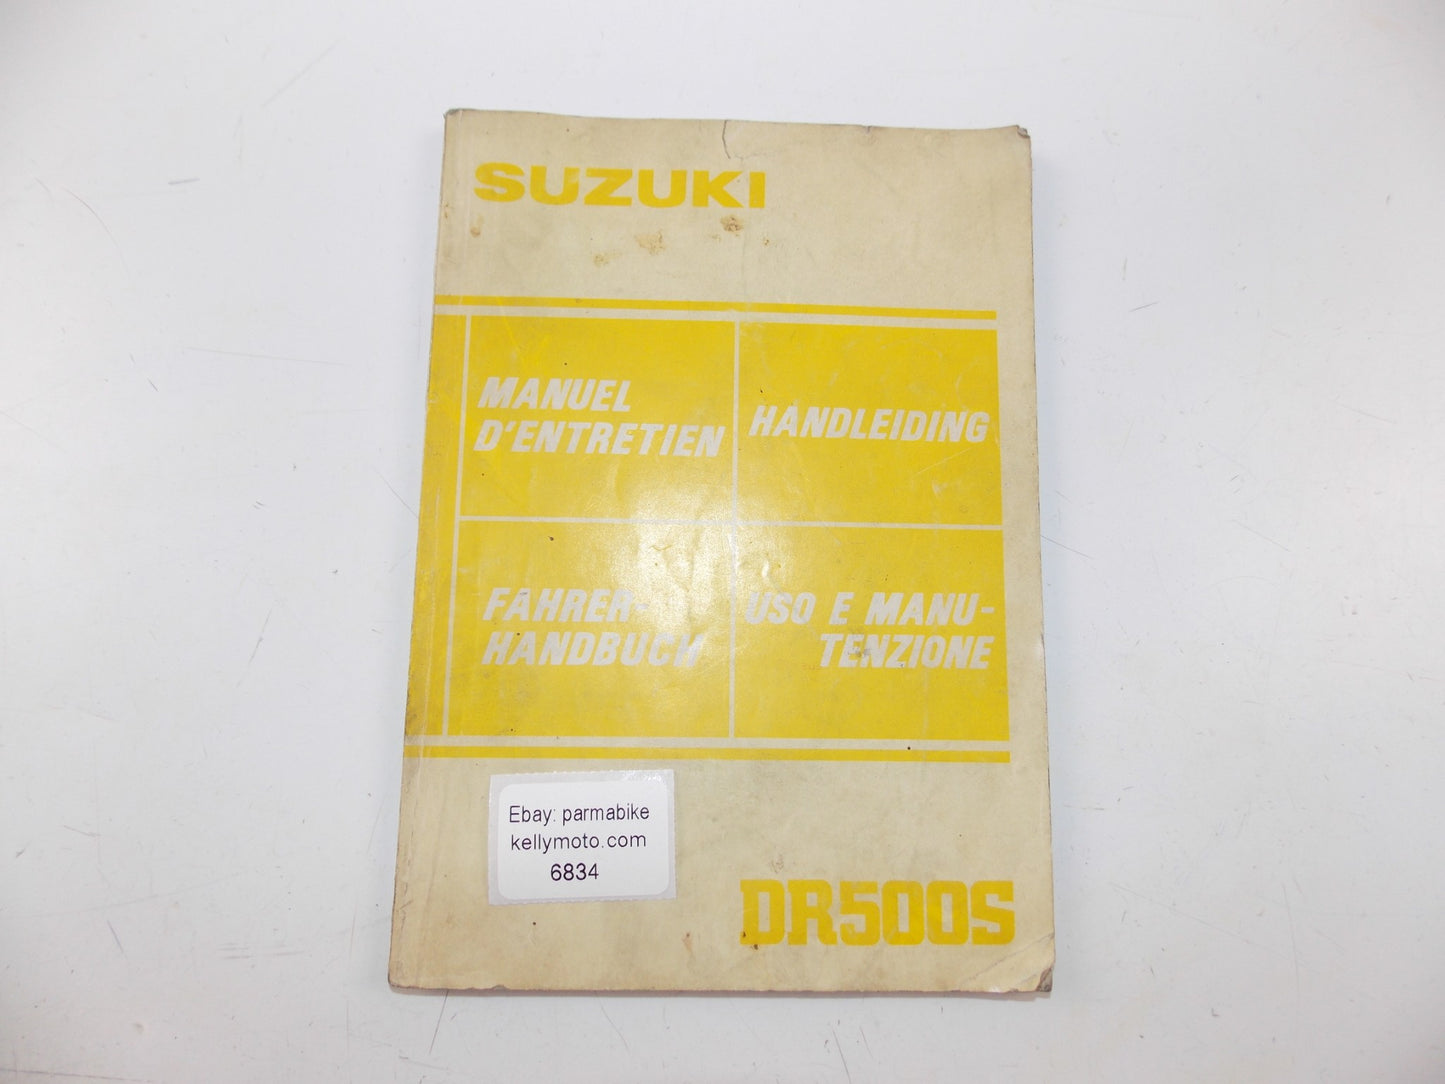 SUZUKI
MANUEL
D'ENTRETIEN
HANDLEIDING
FAHRER-
HANDBUCH
USO E MANU-
TENZIONE
Ebay: parmabike
kellymoto.com
6834
DR500S